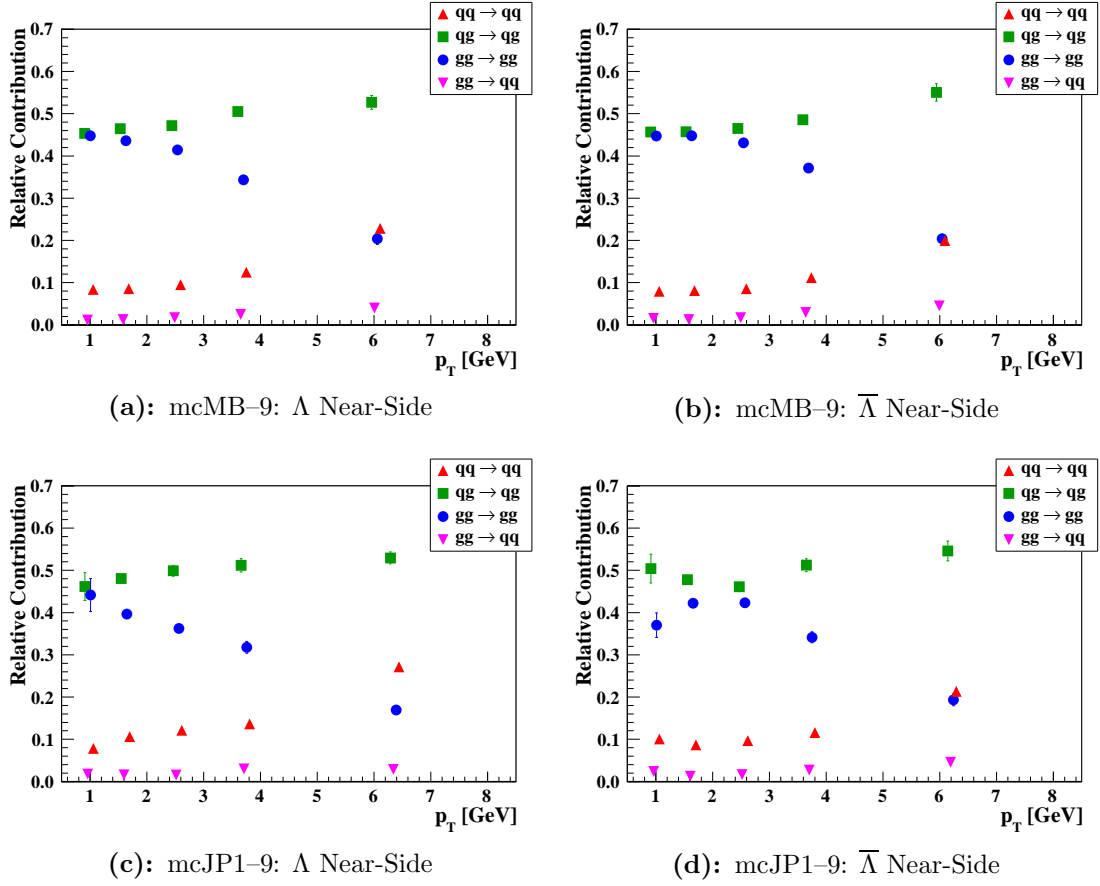 Relative Contribution
0.7
0.6
0.5
0.4
0.3
0.2
0.1
0.0
1 2 3 4 5 6 7 8
p_T [GeV]
qq → qq
qg → qg
gg → gg
gg → qq
(a): mcMB–9: Λ Near-Side
Relative Contribution
0.7
0.6
0.5
0.4
0.3
0.2
0.1
0.0
1 2 3 4 5 6 7 8
p_T [GeV]
qq → qq
qg → qg
gg → gg
gg → qq
(b): mcMB–9: Λ̅ Near-Side
Relative Contribution
0.7
0.6
0.5
0.4
0.3
0.2
0.1
0.0
1 2 3 4 5 6 7 8
p_T [GeV]
qq → qq
qg → qg
gg → gg
gg → qq
(c): mcJP1–9: Λ Near-Side
Relative Contribution
0.7
0.6
0.5
0.4
0.3
0.2
0.1
0.0
1 2 3 4 5 6 7 8
p_T [GeV]
qq → qq
qg → qg
gg → gg
gg → qq
(d): mcJP1–9: Λ̅ Near-Side